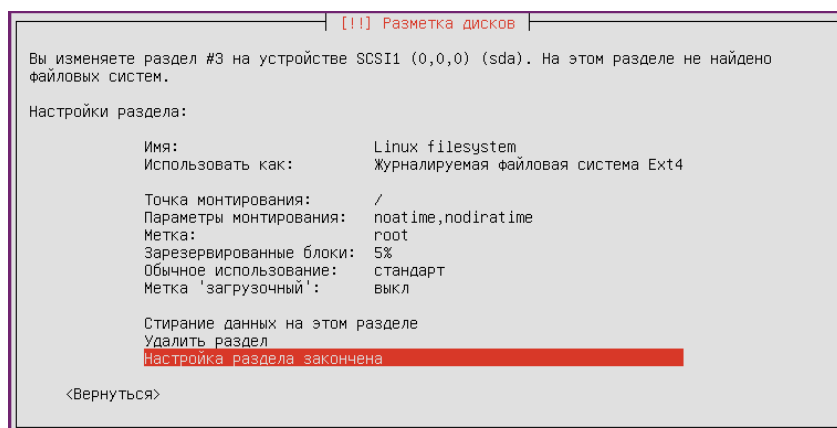 [!!] Разметка дисков
Вы изменяете раздел #3 на устройстве SCSI1 (0,0,0) (sda). На этом разделе не найдено
файловых систем.
Настройки раздела:
Имя: Linux filesystem
Использовать как: Журналируемая файловая система Ext4
Точка монтирования: /
Параметры монтирования: noatime,nodiratime
Метка: root
Зарезервированные блоки: 5%
Обычное использование: стандарт
Метка 'загрузочный': выкл
Стирание данных на этом разделе
Удалить раздел
Настройка раздела закончена
<Вернуться>